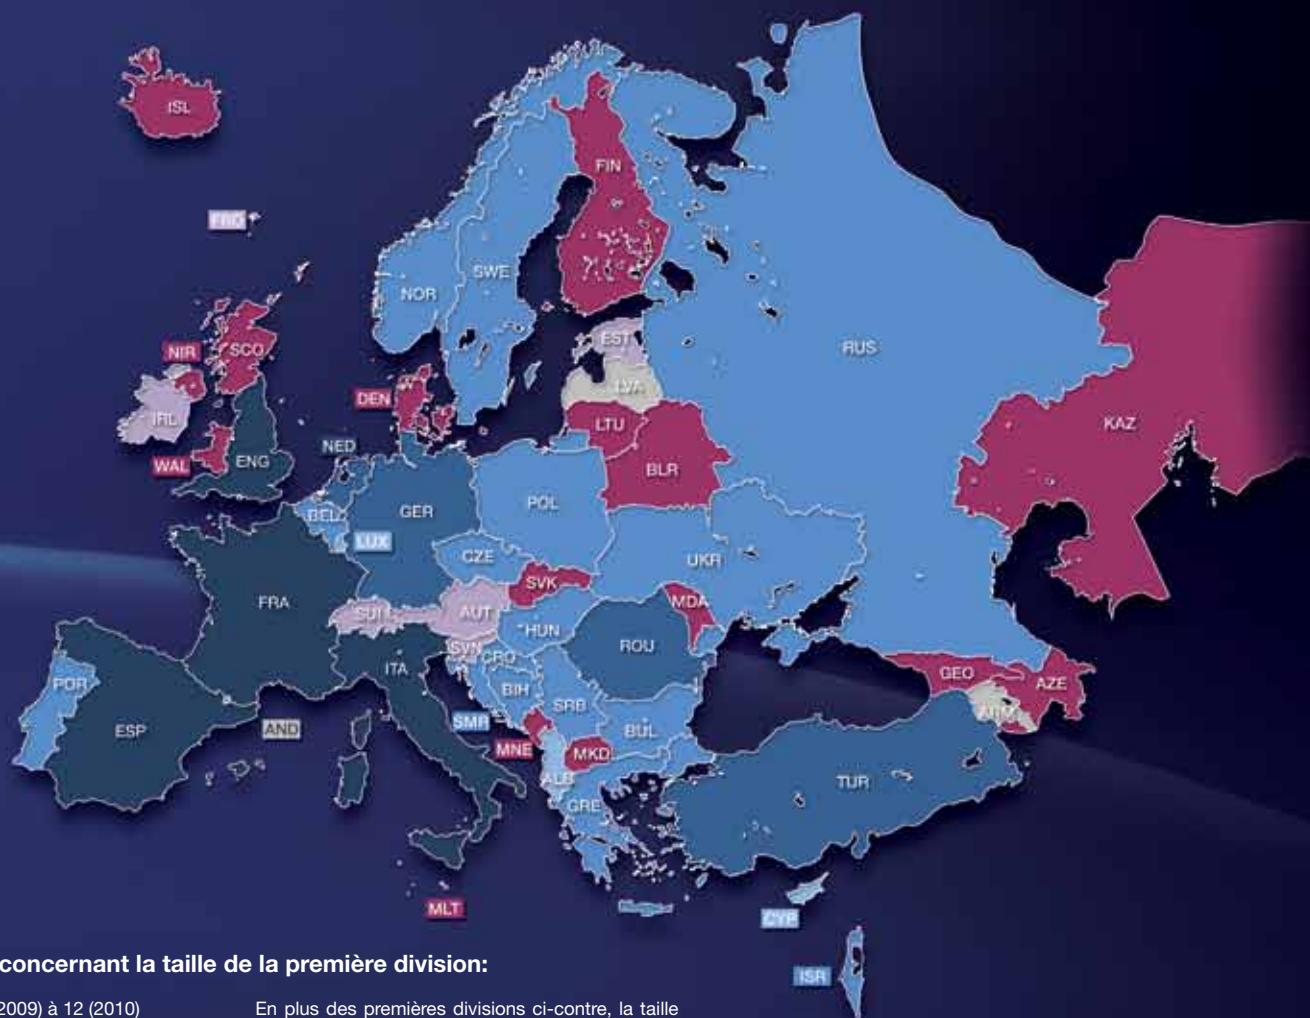 ISL
FIN
FRO
SWE
NOR
RUS
EST
NIR
SCO
LVA
DEN
IRL
LTU
KAZ
NED
WAL
ENG
BLR
POL
GER
BEL
LUX
CZE
UKR
SVK
FRA
MDA
SUI
AUT
HUN
ROU
SVN
CRO
ITA
GEO
AZE
POR
BIH
SRB
ARM
SMR
ESP
AND
BUL
MNE
MKD
ALB
TUR
GRE
MLT
CYP
ISR
concernant la taille de la première division:
2009) à 12 (2010)
En plus des premières divisions ci-contre, la taille